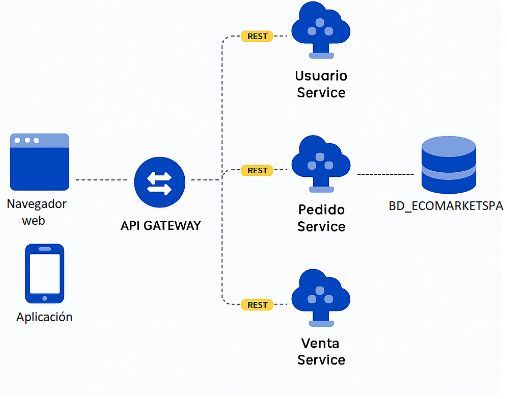 REST
Usuario
Service
Navegador
web
API GATEWAY
REST
Pedido
Service
BD_ECOMARKETSPA
Aplicación
REST
Venta
Service